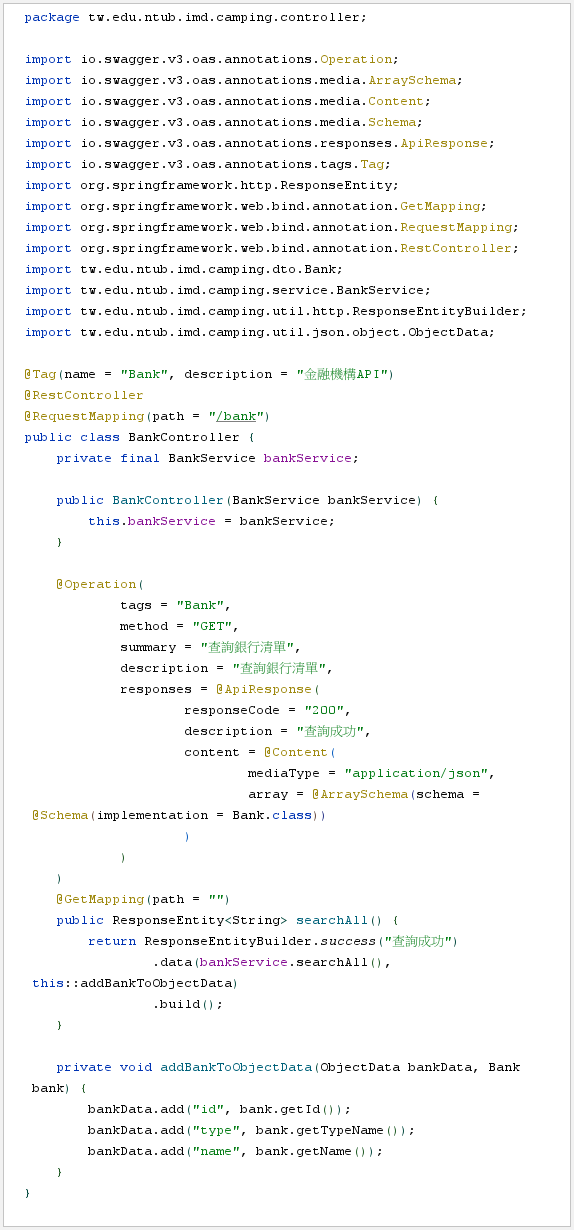 package tw.edu.ntub.imd.camping.controller;

import io.swagger.v3.oas.annotations.Operation;
import io.swagger.v3.oas.annotations.media.ArraySchema;
import io.swagger.v3.oas.annotations.media.Content;
import io.swagger.v3.oas.annotations.media.Schema;
import io.swagger.v3.oas.annotations.responses.ApiResponse;
import io.swagger.v3.oas.annotations.tags.Tag;
import org.springframework.http.ResponseEntity;
import org.springframework.web.bind.annotation.GetMapping;
import org.springframework.web.bind.annotation.RequestMapping;
import org.springframework.web.bind.annotation.RestController;
import tw.edu.ntub.imd.camping.dto.Bank;
import tw.edu.ntub.imd.camping.service.BankService;
import tw.edu.ntub.imd.camping.util.http.ResponseEntityBuilder;
import tw.edu.ntub.imd.camping.util.json.object.ObjectData;

@Tag(name = "Bank", description = "金融機構API")
@RestController
@RequestMapping(path = "/bank")
public class BankController {
    private final BankService bankService;

    public BankController(BankService bankService) {
        this.bankService = bankService;
    }

    @Operation(
            tags = "Bank",
            method = "GET",
            summary = "查詢銀行清單",
            description = "查詢銀行清單",
            responses = @ApiResponse(
                    responseCode = "200",
                    description = "查詢成功",
                    content = @Content(
                            mediaType = "application/json",
                            array = @ArraySchema(schema =
 @Schema(implementation = Bank.class))
                    )
            )
    )
    @GetMapping(path = "")
    public ResponseEntity<String> searchAll() {
        return ResponseEntityBuilder.success("查詢成功")
                .data(bankService.searchAll(),
 this::addBankToObjectData)
                .build();
    }

    private void addBankToObjectData(ObjectData bankData, Bank
 bank) {
        bankData.add("id", bank.getId());
        bankData.add("type", bank.getTypeName());
        bankData.add("name", bank.getName());
    }
}